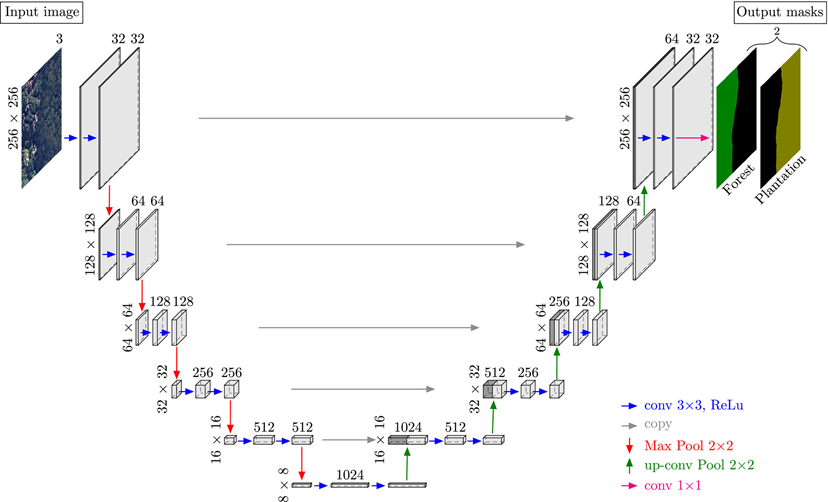 Input image
Output masks
3
32 32
64 32 32
2
256 × 256
256 × 256
Forest
Plantation
64 64
128 64
128 × 128
128 × 128
128 128
256 128
64 × 64
64 × 64
256 256
512 256
32 × 32
32 × 32
512 512
1024 512
16 × 16
16 × 16
1024
8 × 8
conv 3×3, ReLu
copy
Max Pool 2×2
up-conv Pool 2×2
conv 1×1